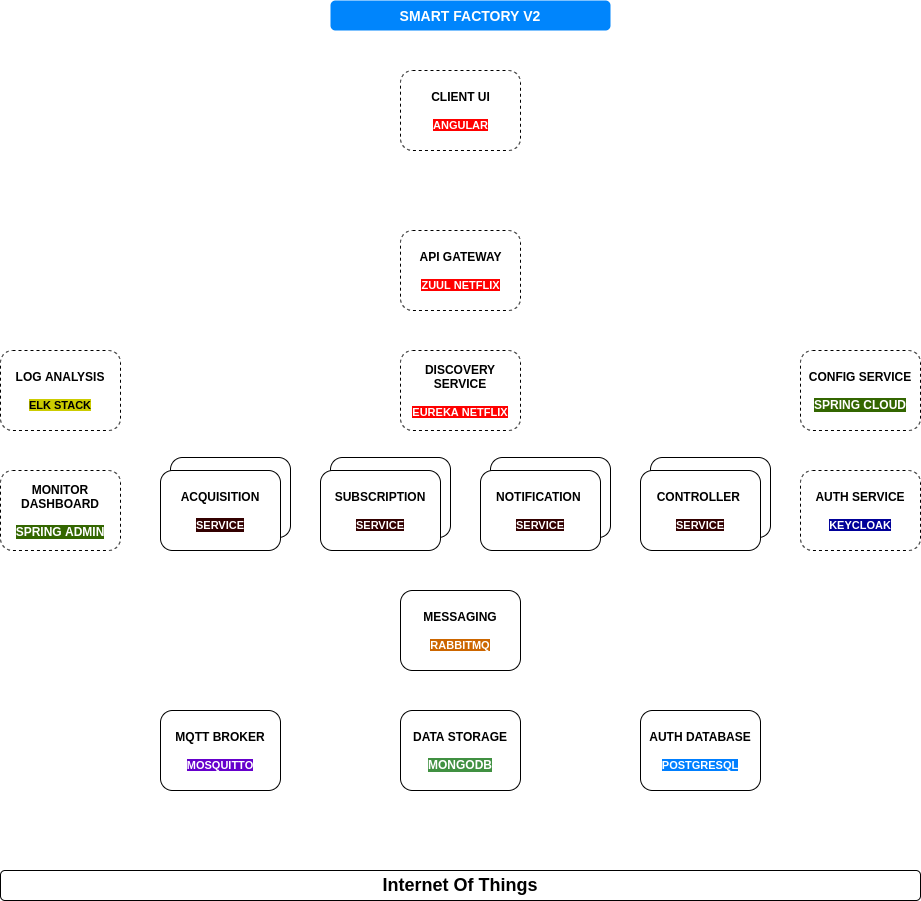 SMART FACTORY V2
CLIENT UI
ANGULAR
API GATEWAY
ZUUL NETFLIX
LOG ANALYSIS
ELK STACK
DISCOVERY
SERVICE
EUREKA NETFLIX
CONFIG SERVICE
SPRING CLOUD
MONITOR
DASHBOARD
SPRING ADMIN
ACQUISITION
SERVICE
SUBSCRIPTION
SERVICE
NOTIFICATION
SERVICE
CONTROLLER
SERVICE
AUTH SERVICE
KEYCLOAK
MESSAGING
RABBITMQ
MQTT BROKER
MOSQUITTO
DATA STORAGE
MONGODB
AUTH DATABASE
POSTGRESQL
Internet Of Things